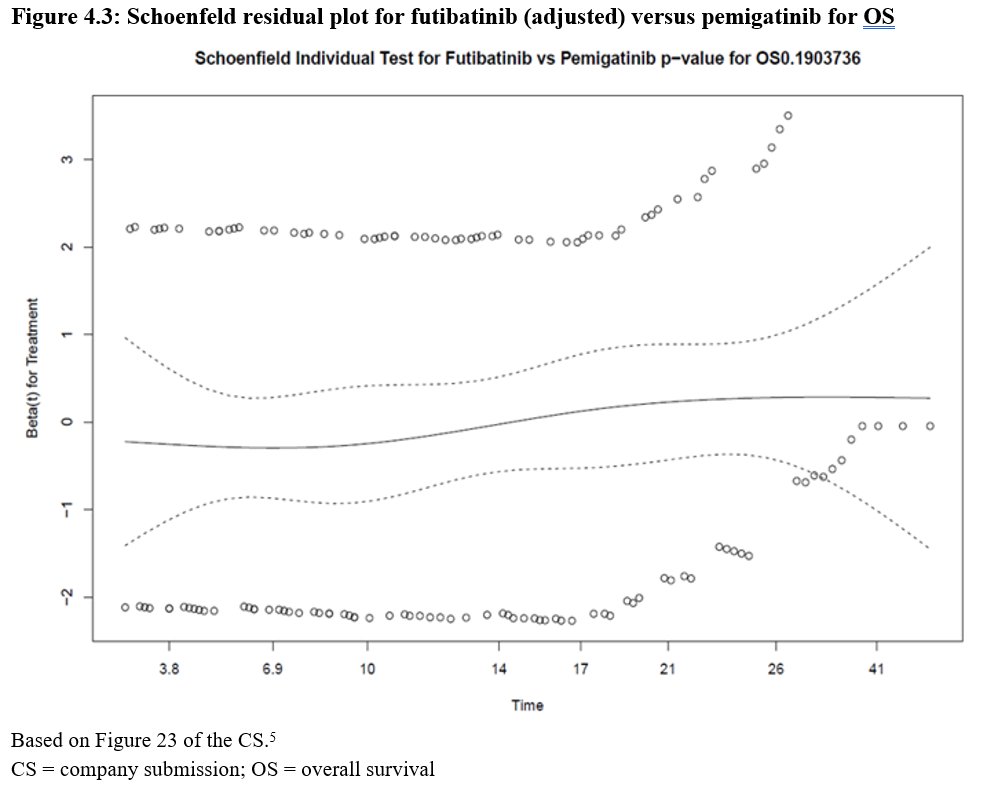 Figure 4.3: Schoenfeld residual plot for futibatinib (adjusted) versus pemigatinib for OS
Schoenfield Individual Test for Futibatinib vs Pemigatinib p−value for OS0.1903736
Beta(t) for Treatment
3
2
1
0
−1
−2
3.8
6.9
10
14
17
21
26
41
Time
Based on Figure 23 of the CS.5
CS = company submission; OS = overall survival